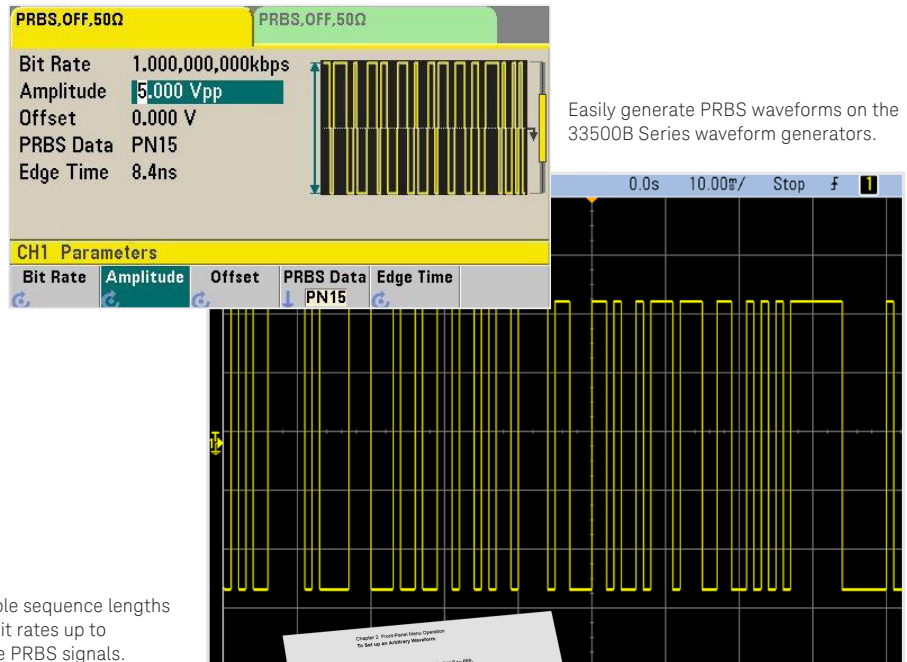 PRBS,OFF,50Ω
PRBS,OFF,50Ω
Bit Rate 1.000,000,000kbps
Amplitude 5.000 Vpp
Offset 0.000 V
PRBS Data PN15
Edge Time 8.4ns
CH1 Parameters
Bit Rate Amplitude Offset PRBS Data Edge Time
PN15
Easily generate PRBS waveforms on the
33500B Series waveform generators.
0.0s 10.00 / Stop 1
sequence lengths
rates up to
PRBS signals.
Chapter 2 Front-Panel Menu Operation
To Set up an Arbitrary Waveform